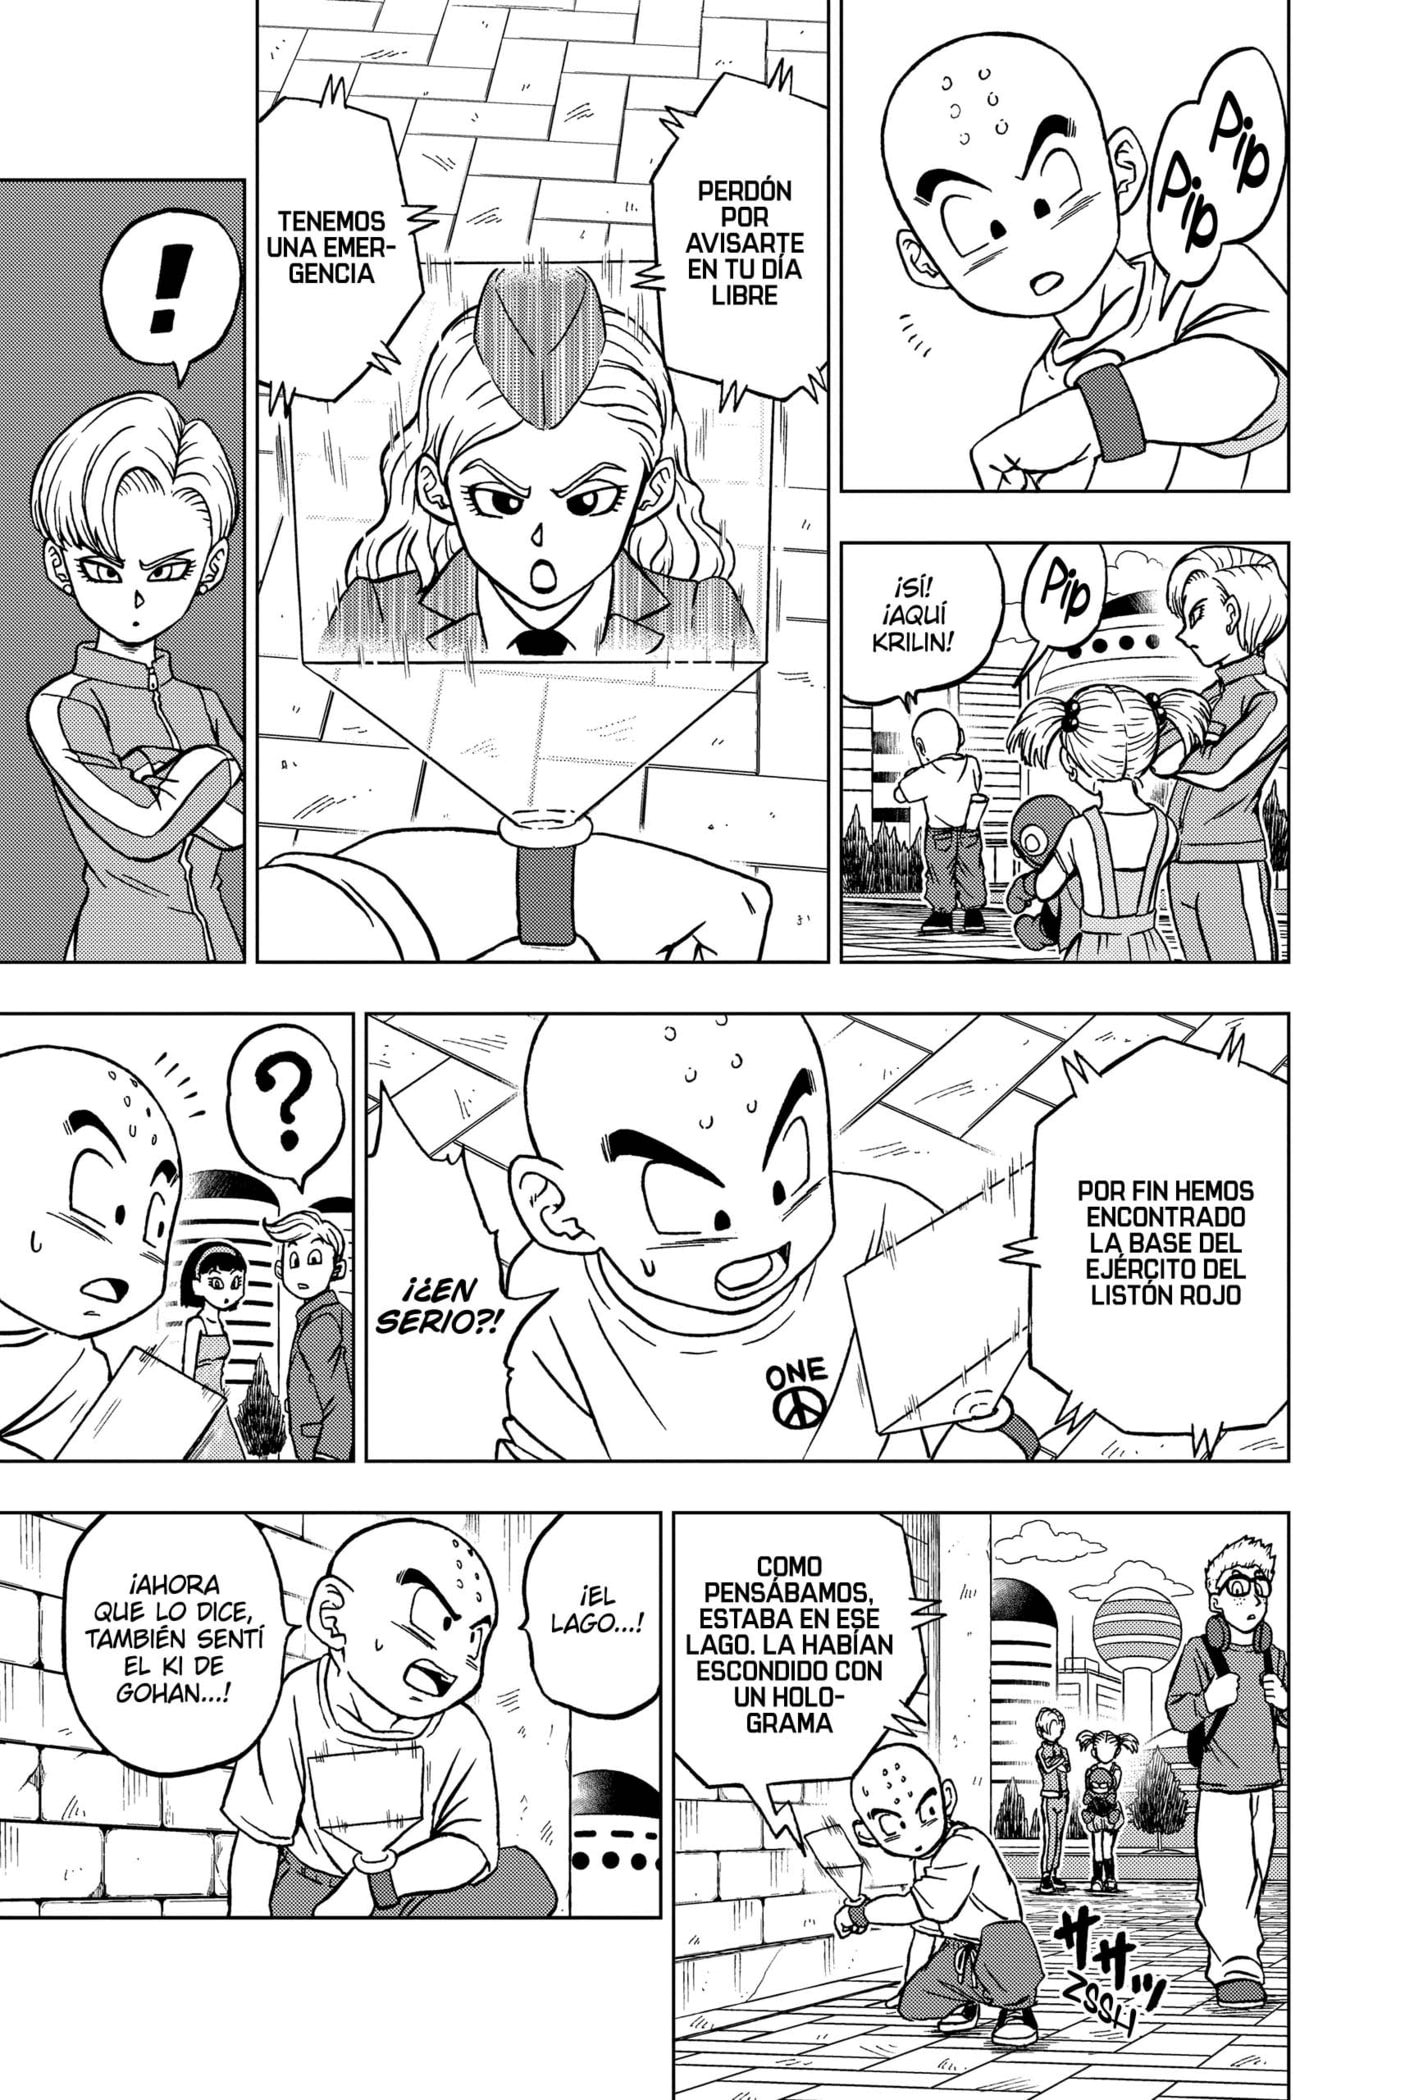 Pip
Pip
Pip
¡SÍ!
¡AQUÍ
KRILIN!
PERDÓN
POR
AVISARTE
EN TU DÍA
LIBRE
TENEMOS
UNA EMER-
GENCIA
!
POR FIN HEMOS
ENCONTRADO
LA BASE DEL
EJÉRCITO DEL
LISTÓN ROJO
¡¿EN
SERIO?!
ONE
?
COMO
PENSÁBAMOS,
ESTABA EN ESE
LAGO. LA HABÍAN
ESCONDIDO CON
UN HOLO-
GRAMA
ササッ
ZSSH
¡EL
LAGO...!
¡AHORA
QUE LO DICE,
TAMBIÉN SENTÍ
EL KI DE
GOHAN...!